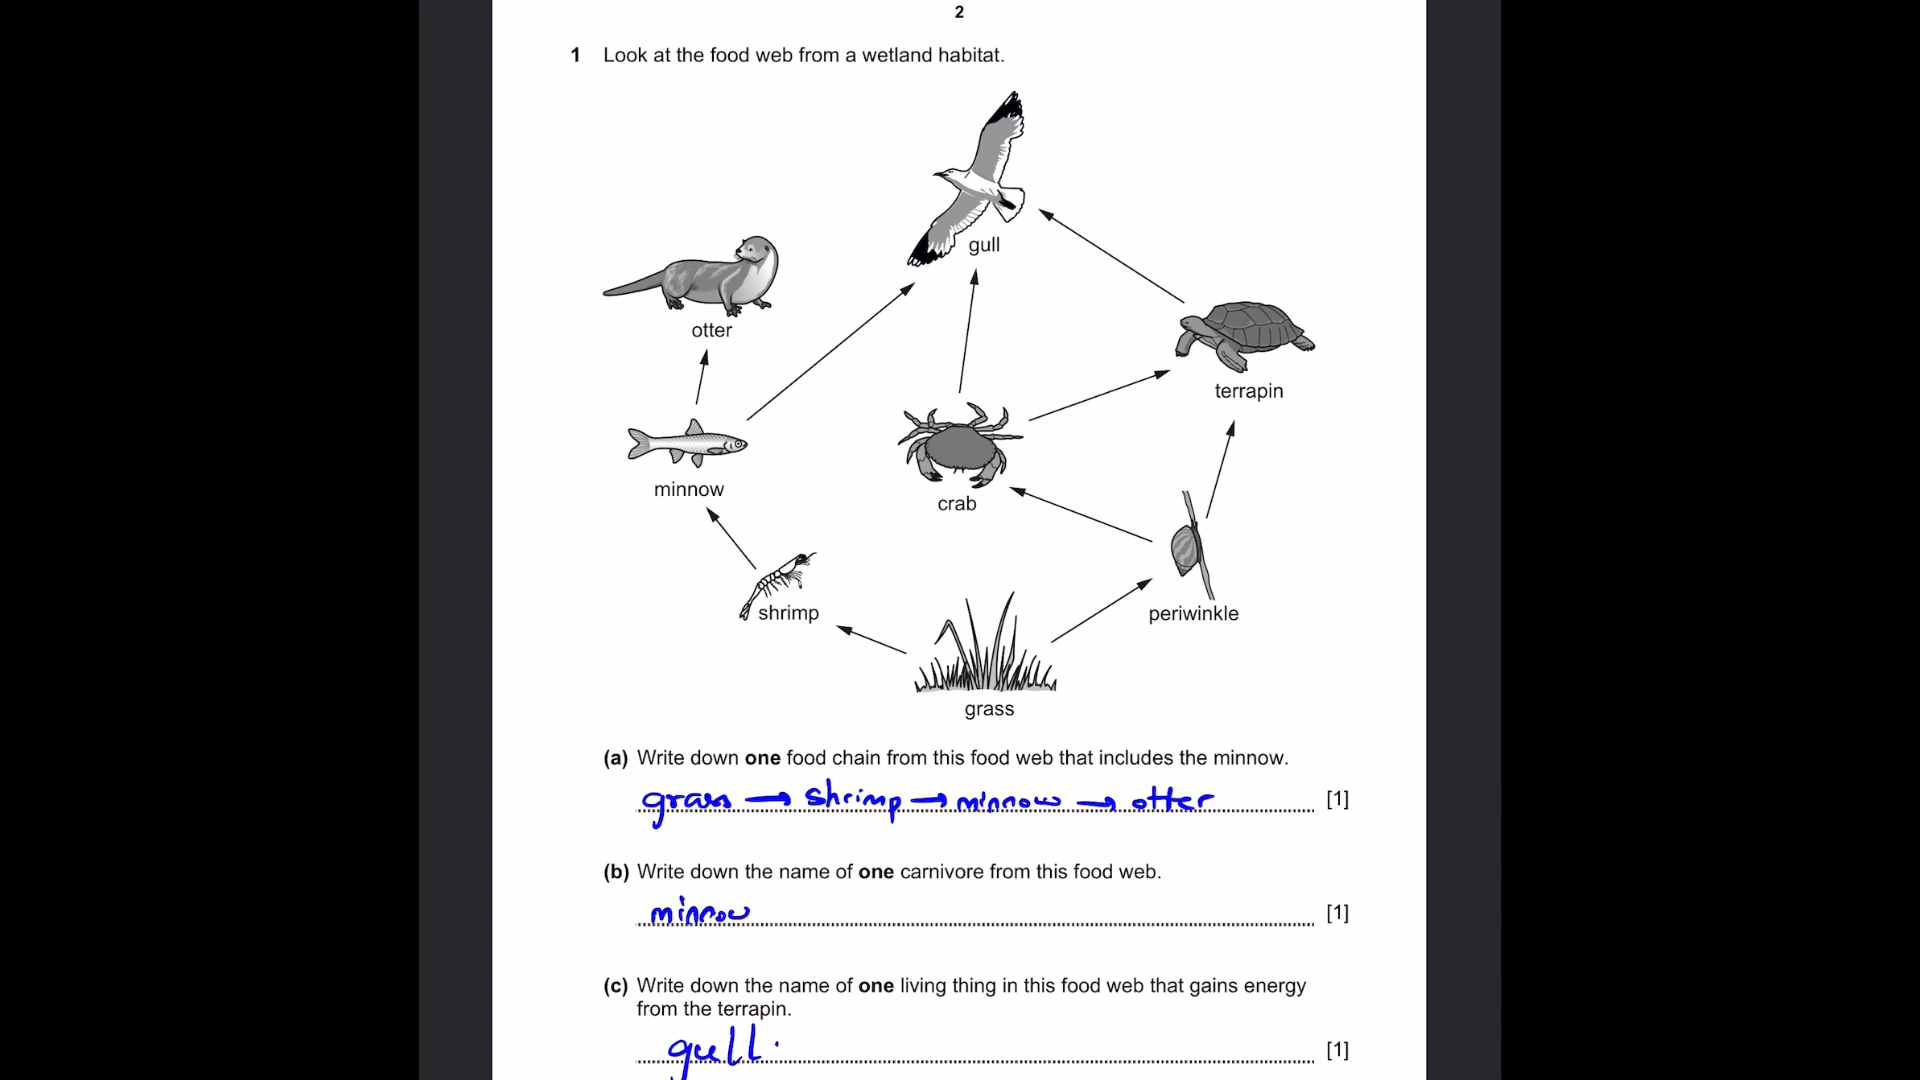 2
1 Look at the food web from a wetland habitat.
gull
otter
terrapin
minnow
crab
shrimp
periwinkle
grass
(a) Write down one food chain from this food web that includes the minnow.
grass → shrimp → minnow → otter [1]
(b) Write down the name of one carnivore from this food web.
minnow [1]
(c) Write down the name of one living thing in this food web that gains energy
from the terrapin.
gull. [1]